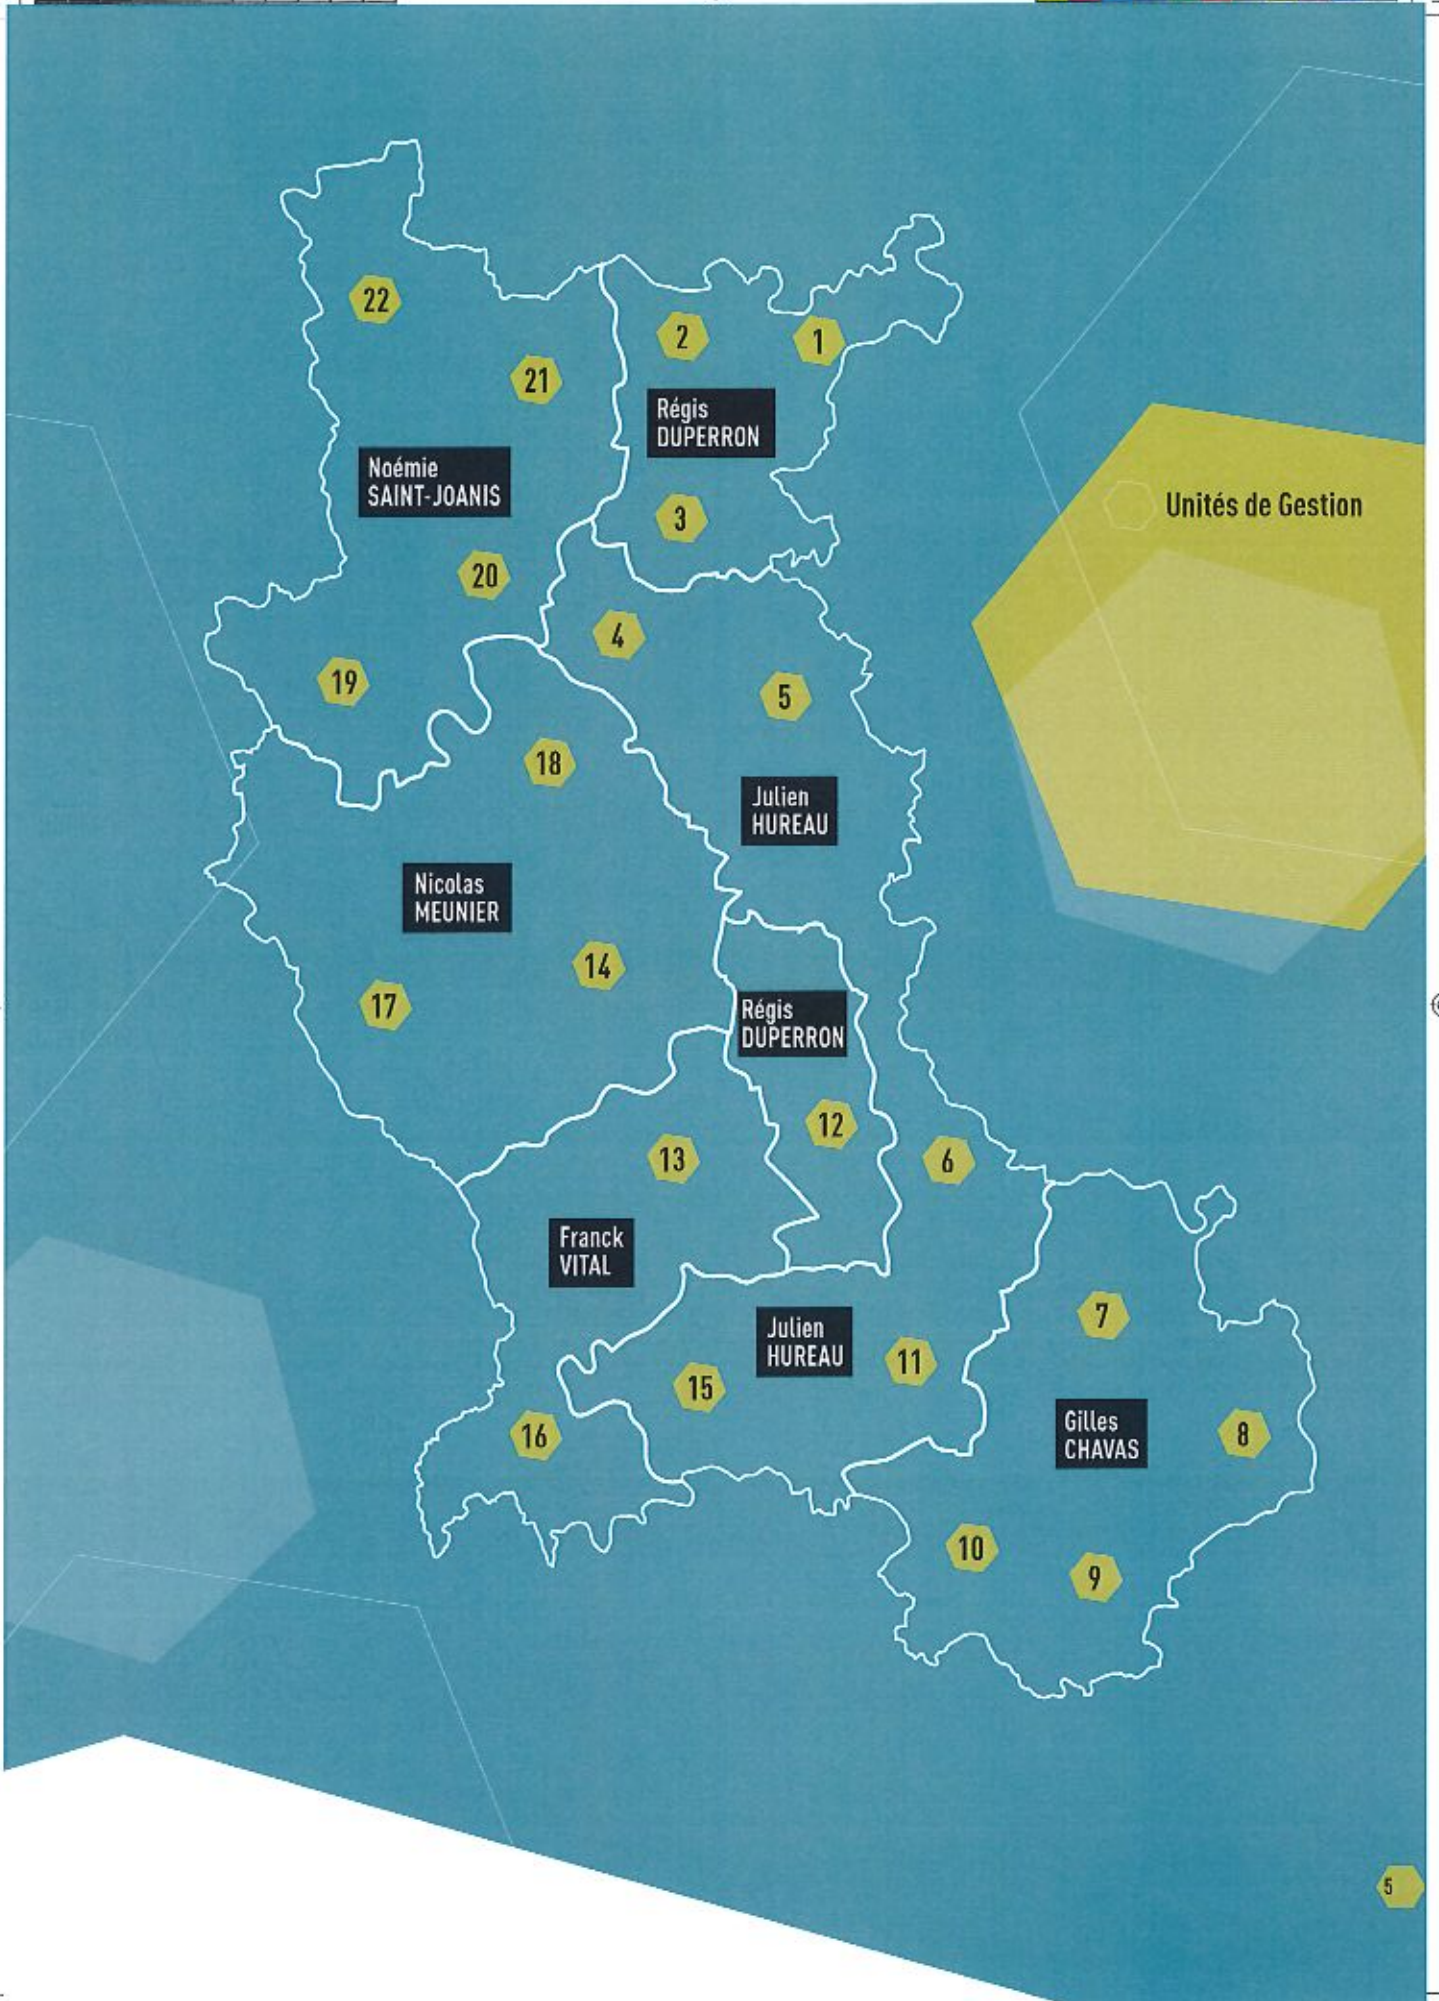 22
2
1
21
Régis
DUPERRON
Noémie
SAINT-JOANIS
Unités de Gestion
3
20
4
19
5
18
Julien
HUREAU
Nicolas
MEUNIER
14
17
Régis
DUPERRON
12
13
6
Franck
VITAL
7
Julien
HUREAU
11
15
Gilles
CHAVAS
8
16
10
9
5